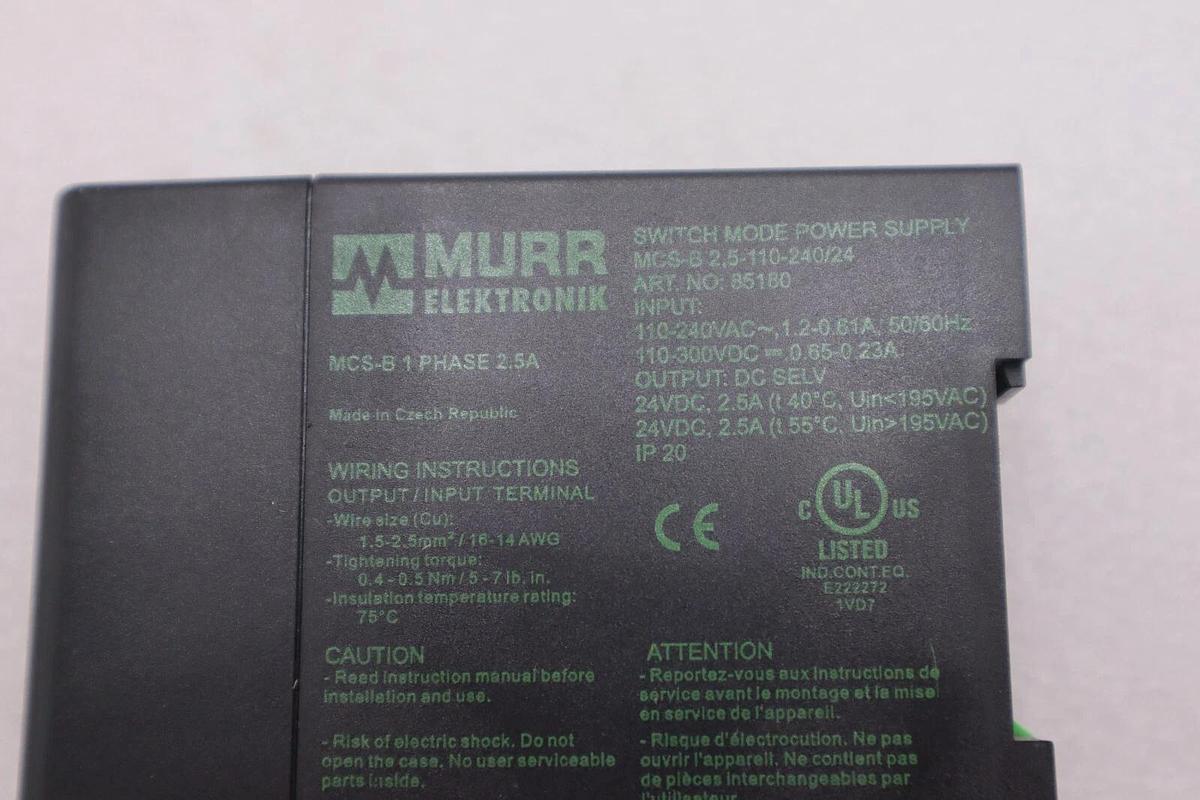 MURR
ELEKTRONIK
MCS-B 1 PHASE 2.5A
Made in Czech Republic
WIRING INSTRUCTIONS
OUTPUT / INPUT TERMINAL
-Wire size (Cu):
1.5-2.5mm² / 16-14 AWG
-Tightening torque:
0.4 - 0.5 Nm / 5 - 7 lb. in.
-Insulation temperature rating:
75°C
CAUTION
- Read instruction manual before
installation and use.
- Risk of electric shock. Do not
open the case. No user serviceable
parts inside.
SWITCH MODE POWER SUPPLY
MCS-B 2,5-110-240/24
ART. NO: 85180
INPUT:
110-240VAC~, 1.2-0.61A, 50/60Hz
110-300VDC ⎓ 0.65-0.23A
OUTPUT: DC SELV
24VDC, 2.5A (t 40°C, Uin<195VAC)
24VDC, 2.5A (t 55°C, Uin>195VAC)
IP 20
CE
C UL US
LISTED
IND.CONT.EQ.
E222272
1VD7
ATTENTION
- Reportez-vous aux Instructions de
service avant le montage et la mise
en service de l'appareil.
- Risque d'électrocution. Ne pas
ouvrir l'appareil. Ne contient pas
de pièces interchangeables par
l'utilisateur.